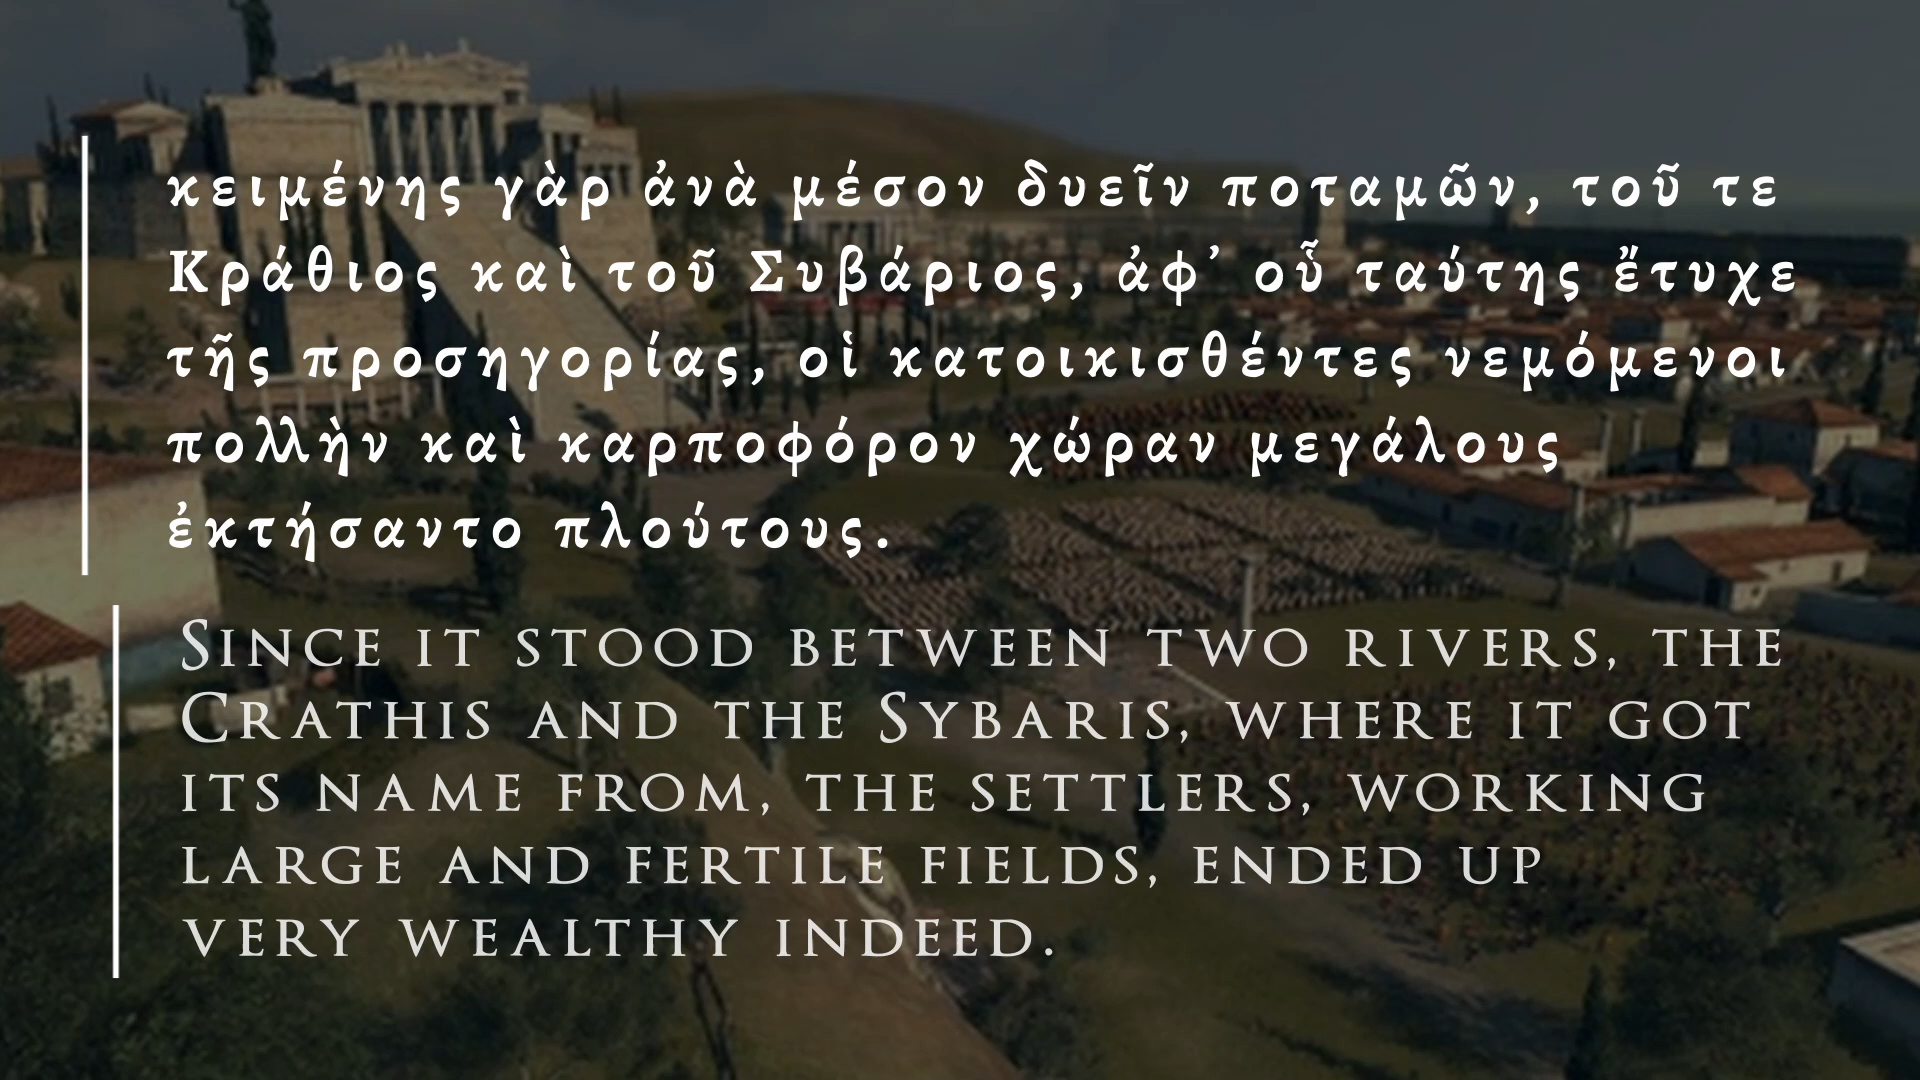 κειμένης γὰρ ἀνὰ μέσον δυεῖν ποταμῶν, τοῦ τε
Κράθιος καὶ τοῦ Συβάριος, ἀφ’ οὗ ταύτης ἔτυχε
τῆς προσηγορίας, οἱ κατοικισθέντες νεμόμενοι
πολλὴν καὶ καρποφόρον χώραν μεγάλους
ἐκτήσαντο πλούτους.
Since it stood between two rivers, the
Crathis and the Sybaris, where it got
its name from, the settlers, working
large and fertile fields, ended up
very wealthy indeed.